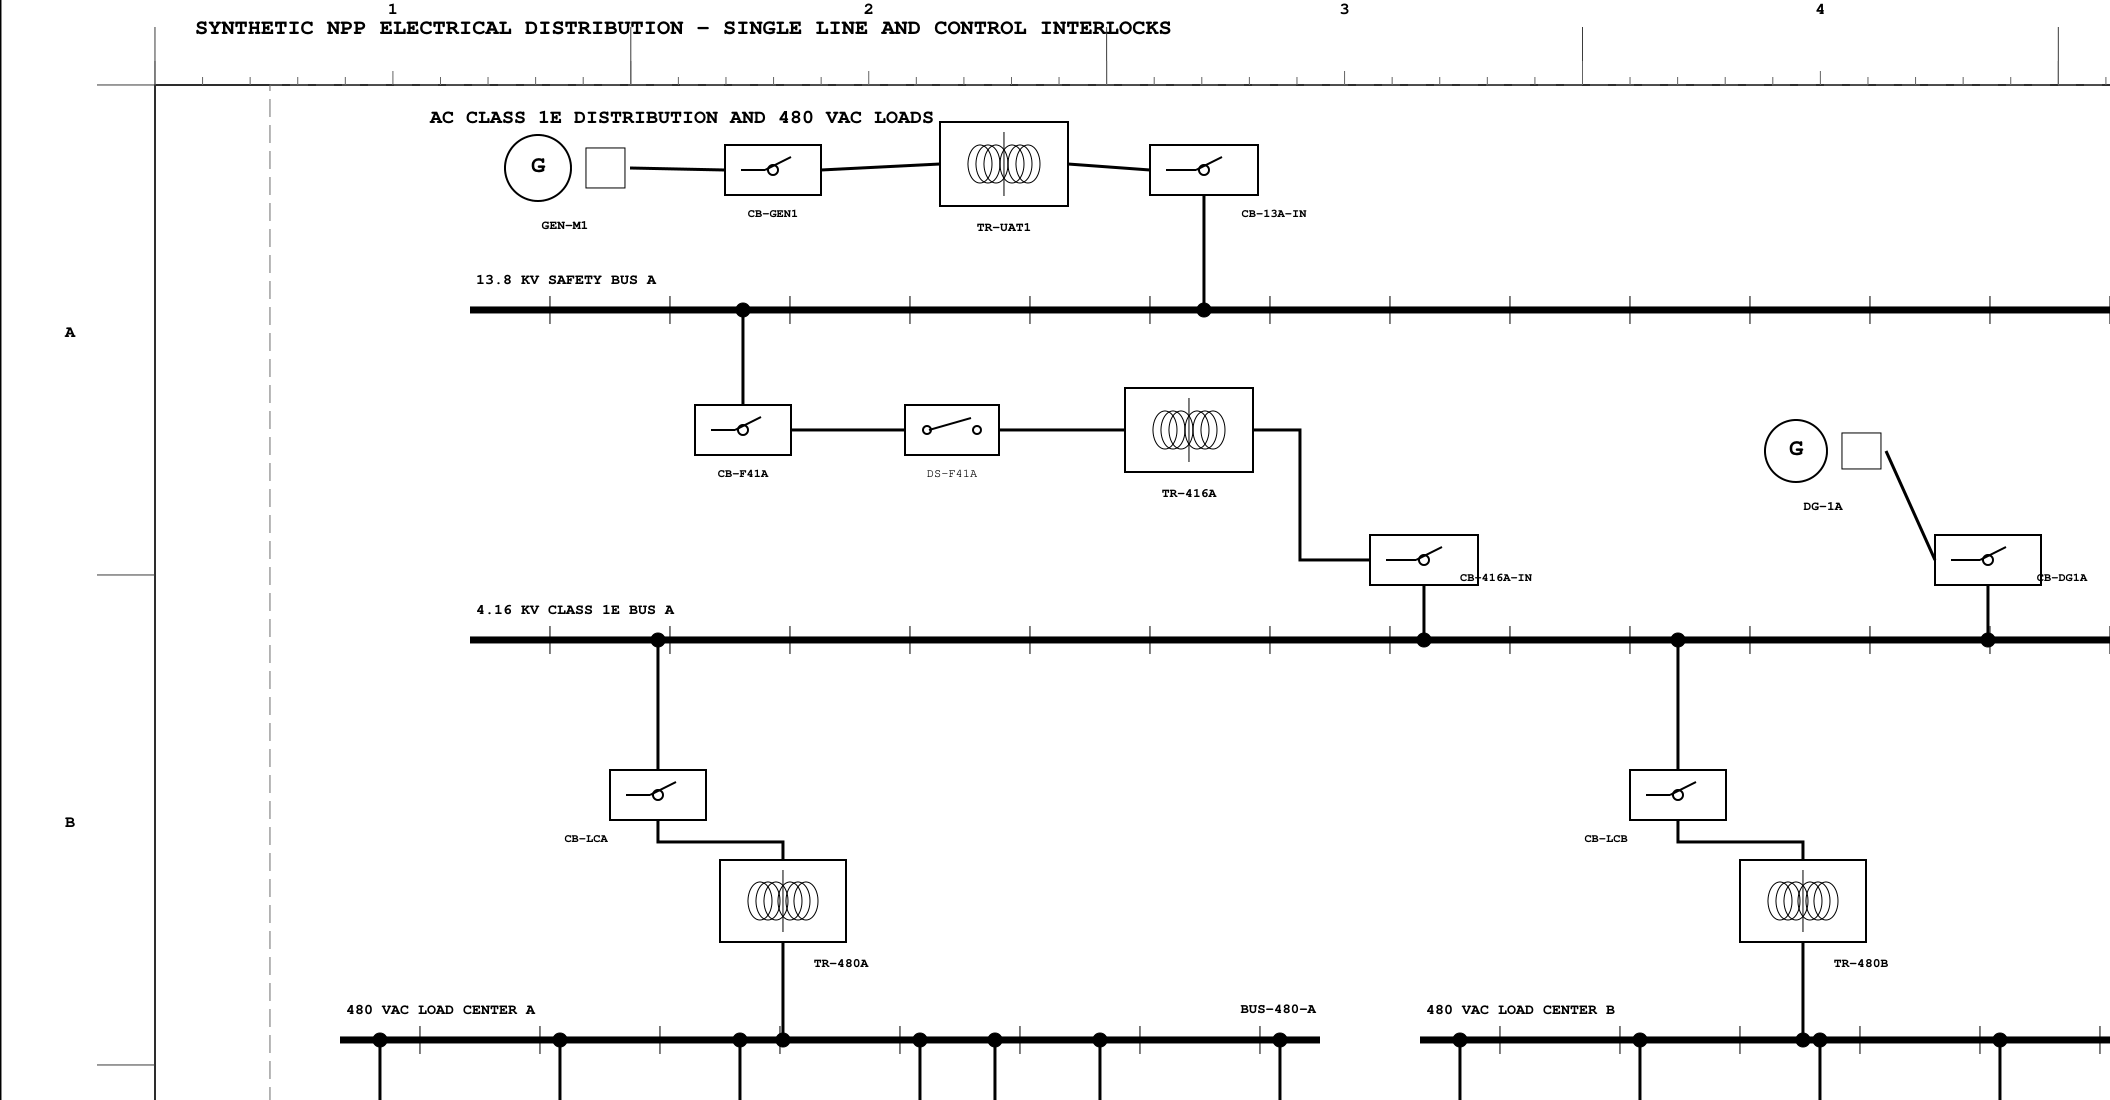 1 2 3 4
SYNTHETIC NPP ELECTRICAL DISTRIBUTION - SINGLE LINE AND CONTROL INTERLOCKS
AC CLASS 1E DISTRIBUTION AND 480 VAC LOADS
G
GEN-M1
CB-GEN1
TR-UAT1
CB-13A-IN
13.8 KV SAFETY BUS A
A
CB-F41A
DS-F41A
TR-416A
G
DG-1A
CB-416A-IN
CB-DG1A
4.16 KV CLASS 1E BUS A
B
CB-LCA
CB-LCB
TR-480A
TR-480B
480 VAC LOAD CENTER A
BUS-480-A
480 VAC LOAD CENTER B